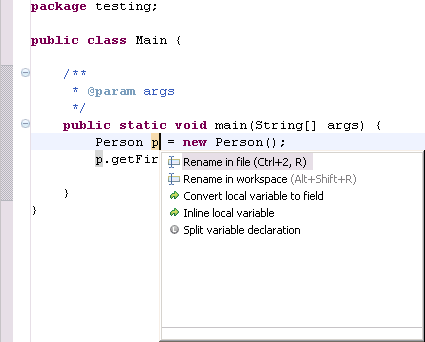 package testing;
public class Main {
/**
* @param args
*/
public static void main(String[] args) {
Person p = new Person();
p.getFir
Rename in file (Ctrl+2, R)
Rename in workspace (Alt+Shift+R)
Convert local variable to field
Inline local variable
Split variable declaration
}
}